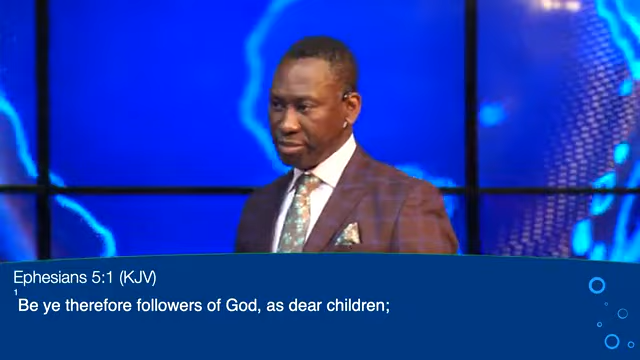 Ephesians 5:1 (KJV)
1 Be ye therefore followers of God, as dear children;